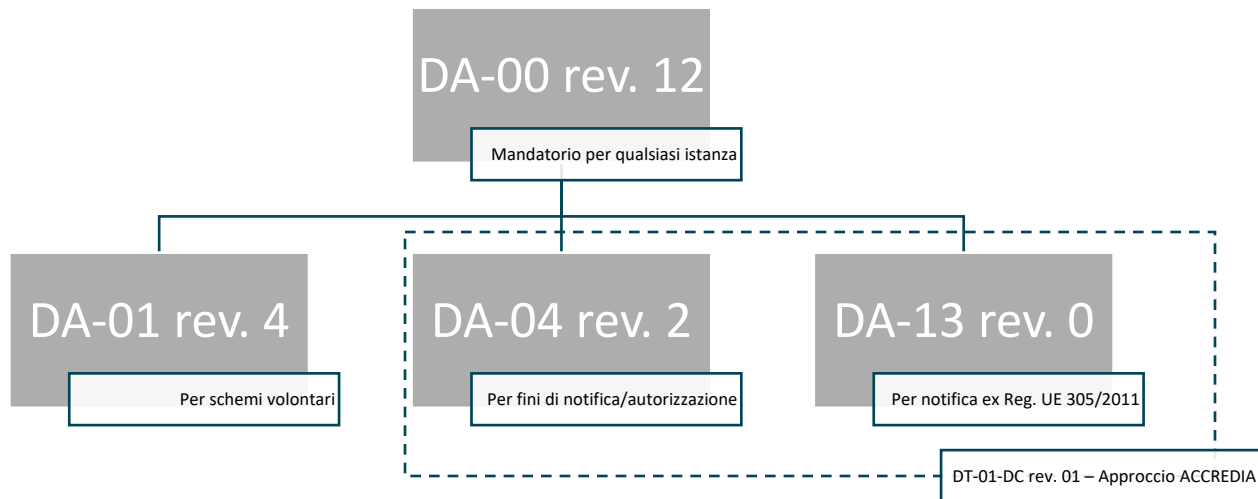 DA-00 rev. 12
Mandatorio per qualsiasi istanza
DA-01 rev. 4
Per schemi volontari
DA-04 rev. 2
Per fini di notifica/autorizzazione
DA-13 rev. 0
Per notifica ex Reg. UE 305/2011
DT-01-DC rev. 01 – Approccio ACCREDIA